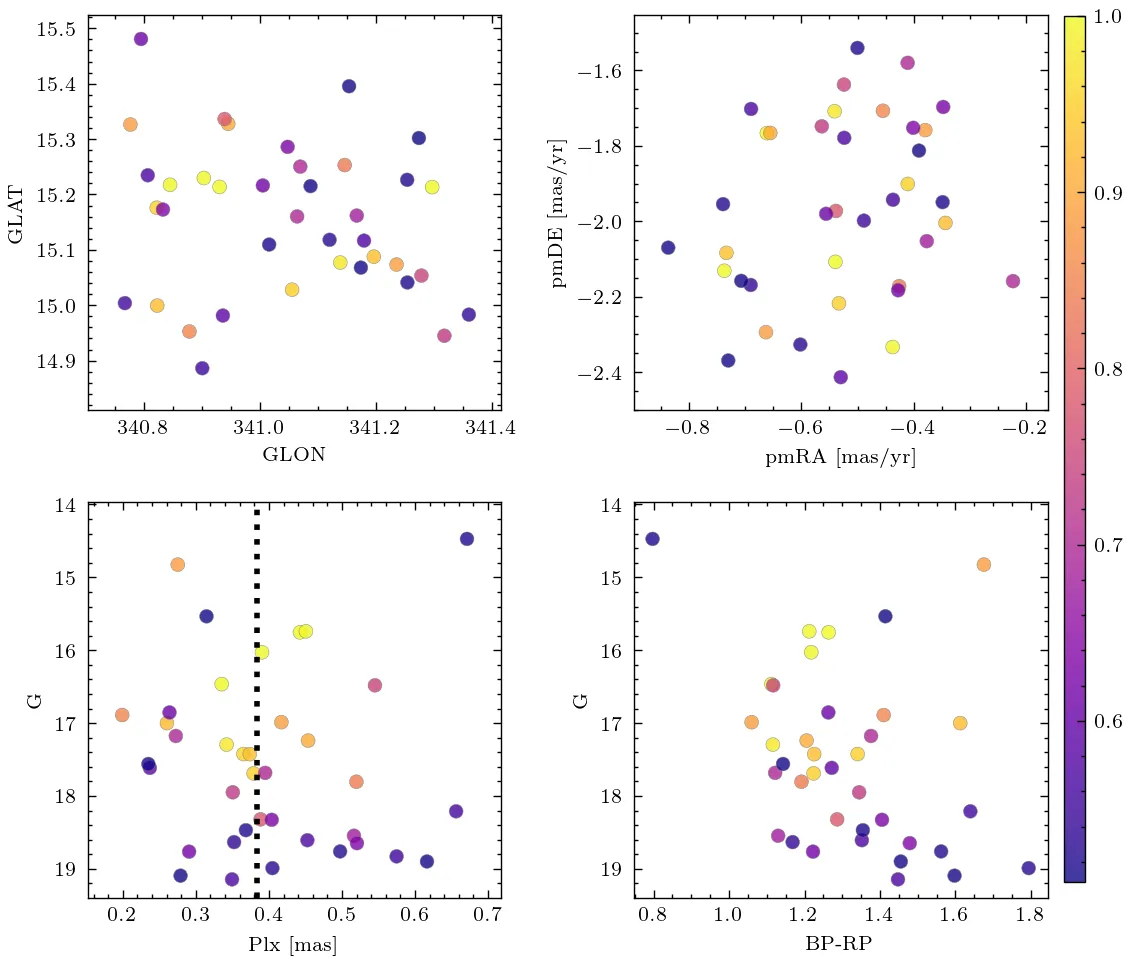 15.5
15.4
15.3
15.2
15.1
15.0
14.9
GLAT
340.8 341.0 341.2 341.4
GLON
−1.6
−1.8
−2.0
−2.2
−2.4
pmDE [mas/yr]
−0.8 −0.6 −0.4 −0.2
pmRA [mas/yr]
14
15
16
17
18
19
G
0.2 0.3 0.4 0.5 0.6 0.7
Plx [mas]
14
15
16
17
18
19
G
0.8 1.0 1.2 1.4 1.6 1.8
BP-RP
1.0
0.9
0.8
0.7
0.6